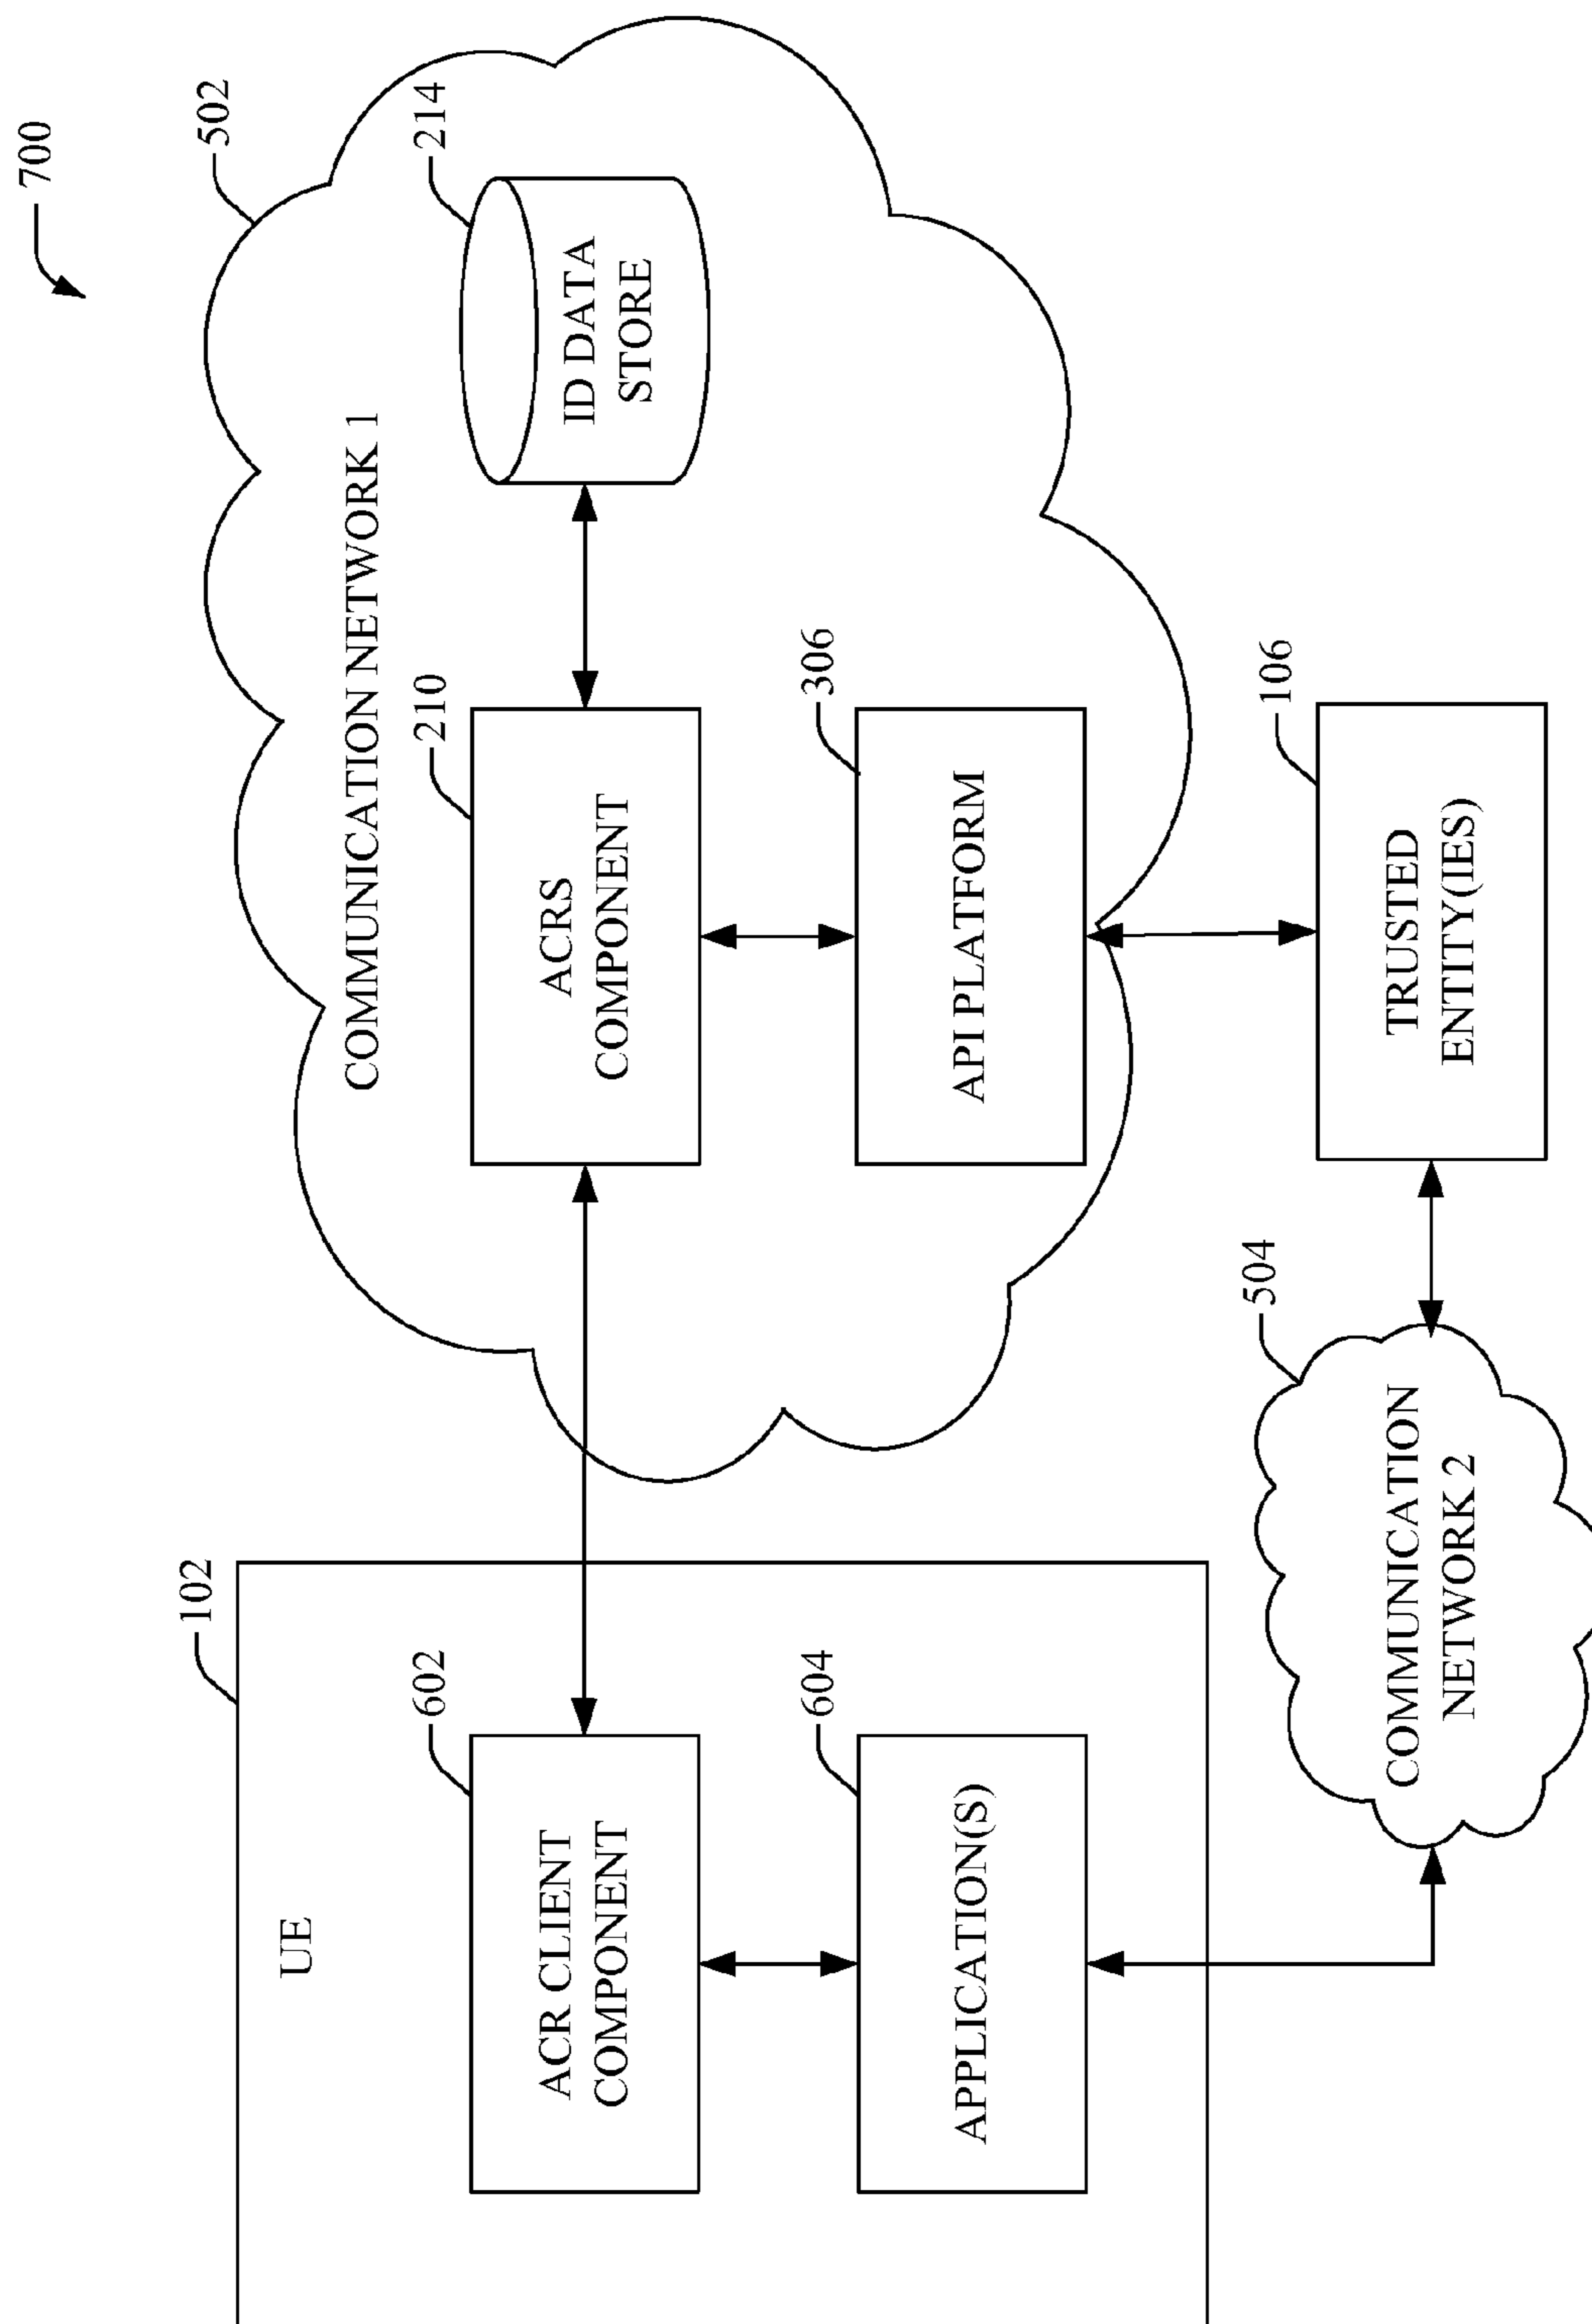 700
502
COMMUNICATION NETWORK 1
102
UE
602
ACR CLIENT
COMPONENT
210
ACRS
COMPONENT
214
ID DATA
STORE
604
APPLICATION(S)
306
API PLATFORM
504
COMMUNICATION
NETWORK 2
106
TRUSTED
ENTITY(IES)